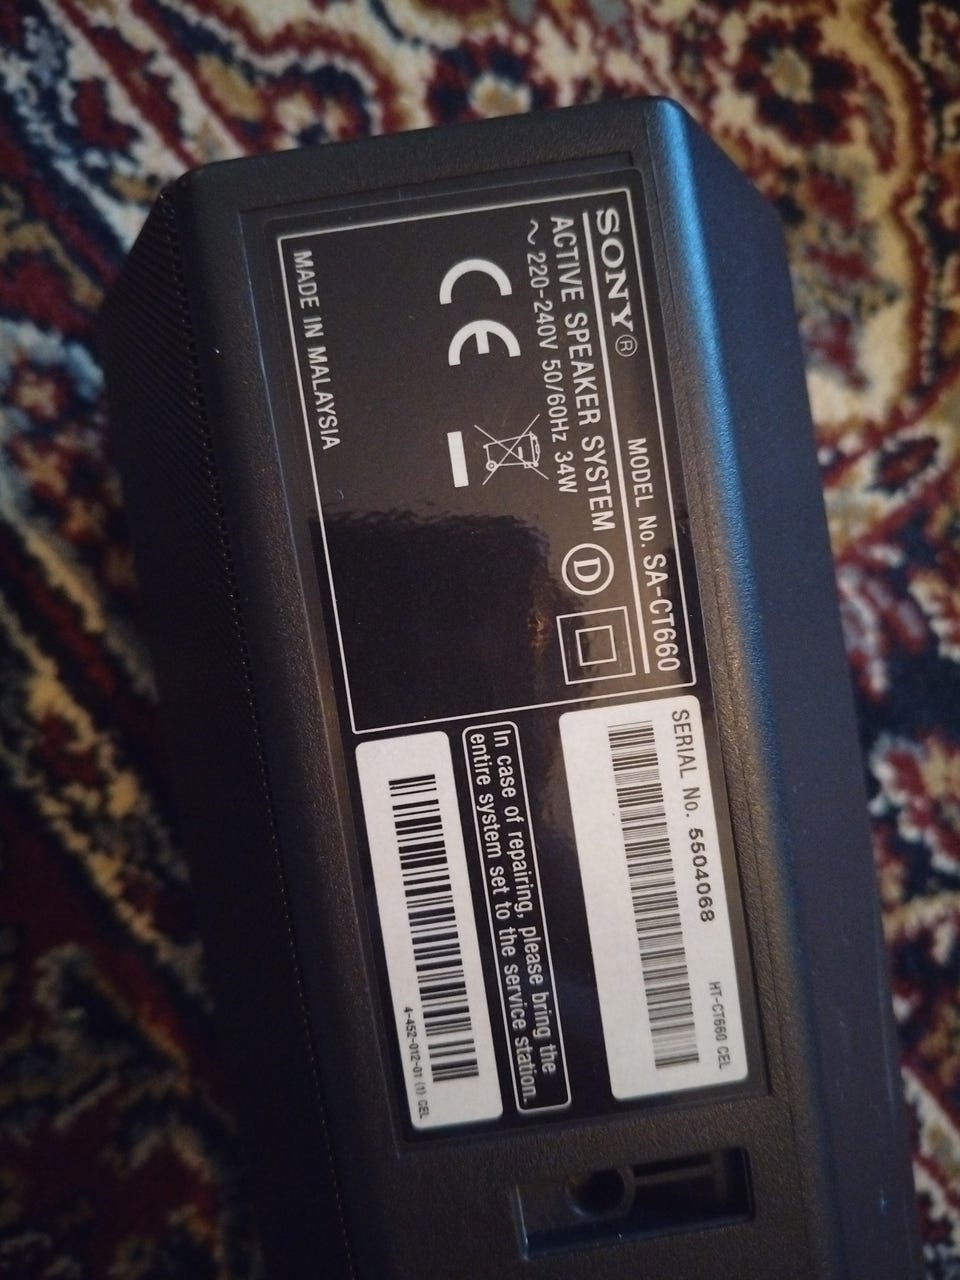 SONY® MODEL No. SA-CT660
ACTIVE SPEAKER SYSTEM D
~ 220-240V 50/60Hz 34W
CE
MADE IN MALAYSIA
SERIAL No. 5504068 HT-CT660 CEL
In case of repairing, please bring the
entire system set to the service station.
4-452-012-01 (1) CEL